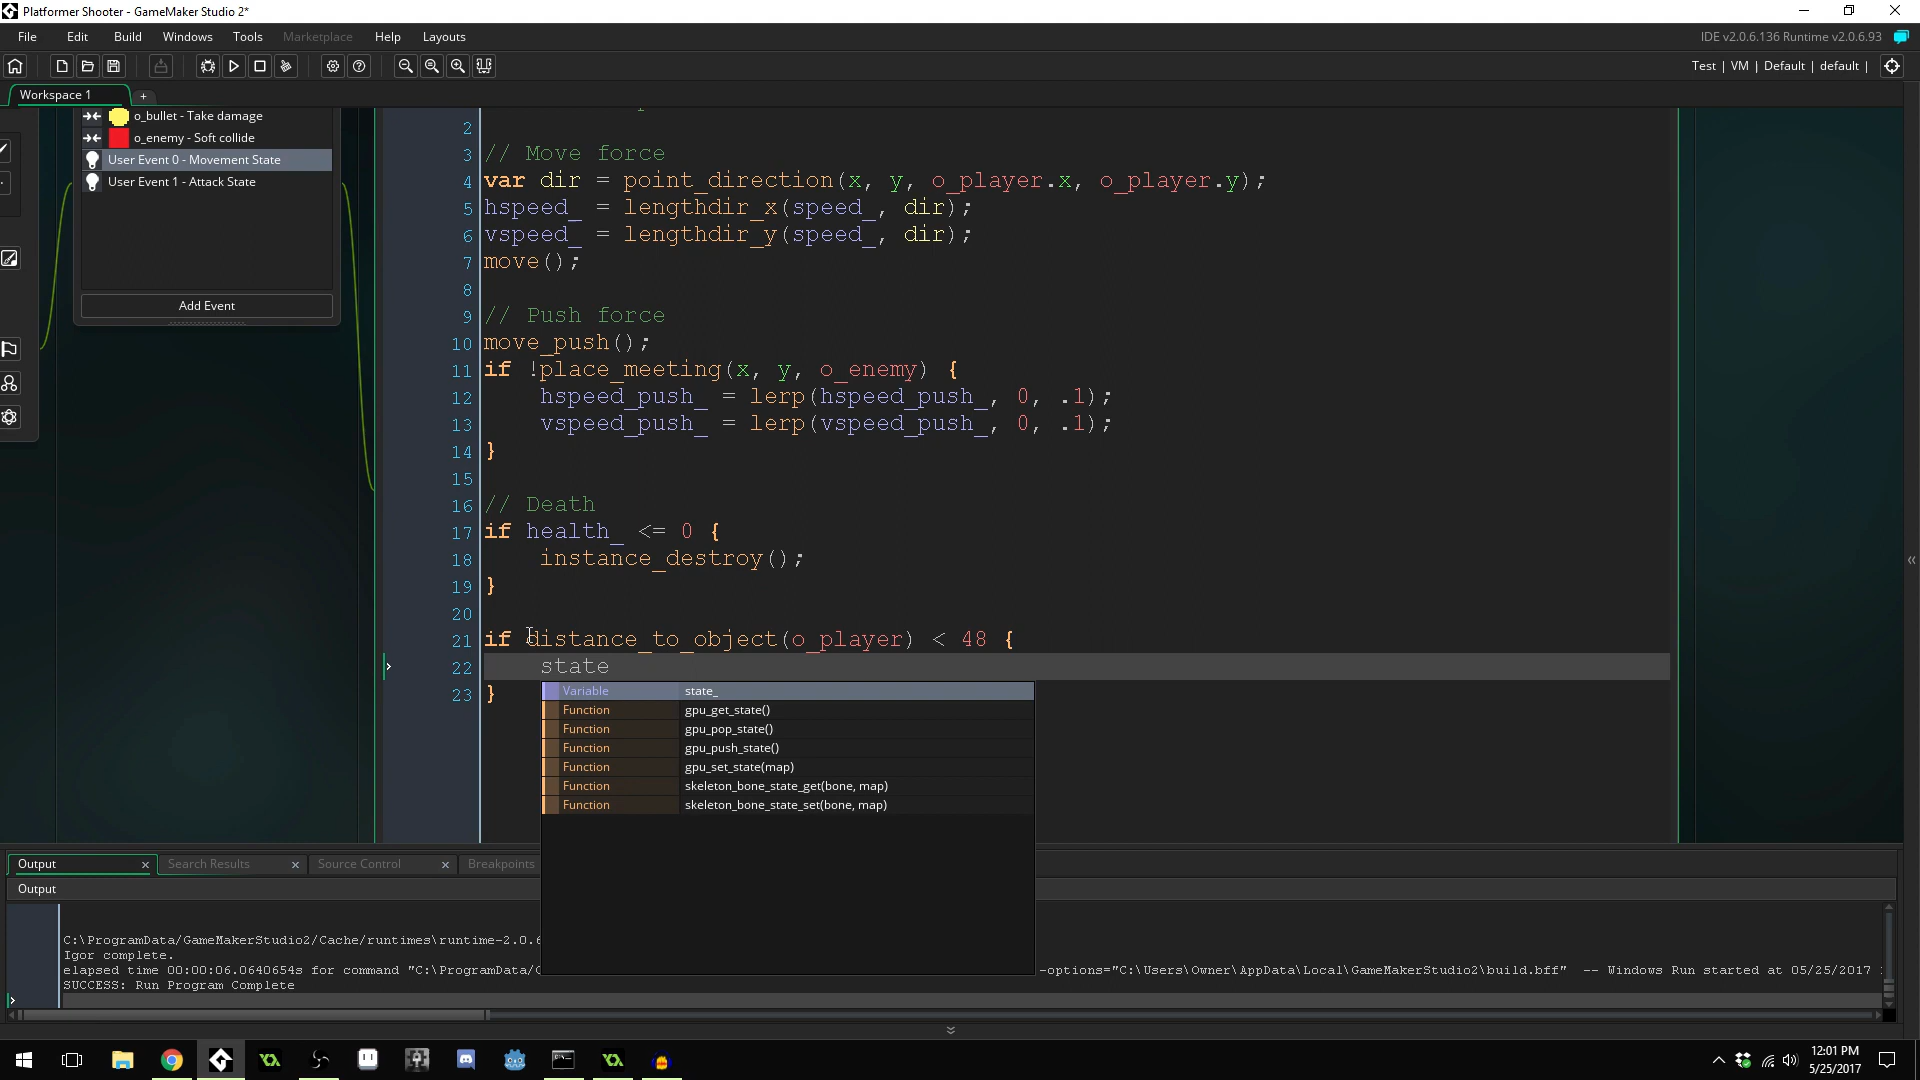 Platformer Shooter - GameMaker Studio 2*
File Edit Build Windows Tools Marketplace Help Layouts
IDE v2.0.6.136 Runtime v2.0.6.93
Test | VM | Default | default |
Workspace 1 +
o_bullet - Take damage
o_enemy - Soft collide
User Event 0 - Movement State
User Event 1 - Attack State
Add Event
2
3 // Move force
4 var dir = point_direction(x, y, o_player.x, o_player.y);
5 hspeed_ = lengthdir_x(speed_, dir);
6 vspeed_ = lengthdir_y(speed_, dir);
7 move();
8
9 // Push force
10 move_push();
11 if !place_meeting(x, y, o_enemy) {
12 hspeed_push_ = lerp(hspeed_push_, 0, .1);
13 vspeed_push_ = lerp(vspeed_push_, 0, .1);
14 }
15
16 // Death
17 if health_ <= 0 {
18 instance_destroy();
19 }
20
21 if distance_to_object(o_player) < 48 {
22 state
23 }
Variable state_
Function gpu_get_state()
Function gpu_pop_state()
Function gpu_push_state()
Function gpu_set_state(map)
Function skeleton_bone_state_get(bone, map)
Function skeleton_bone_state_set(bone, map)
Output Search Results Source Control Breakpoints
Output
C:\ProgramData/GameMakerStudio2/Cache/runtimes\runtime-2.0.6
Igor complete.
elapsed time 00:00:06.0640654s for command "C:\ProgramData/ -options="C:\Users\Owner\AppData\Local\GameMakerStudio2\build.bff" -- Windows Run started at 05/25/2017
SUCCESS: Run Program Complete
12:01 PM
5/25/2017